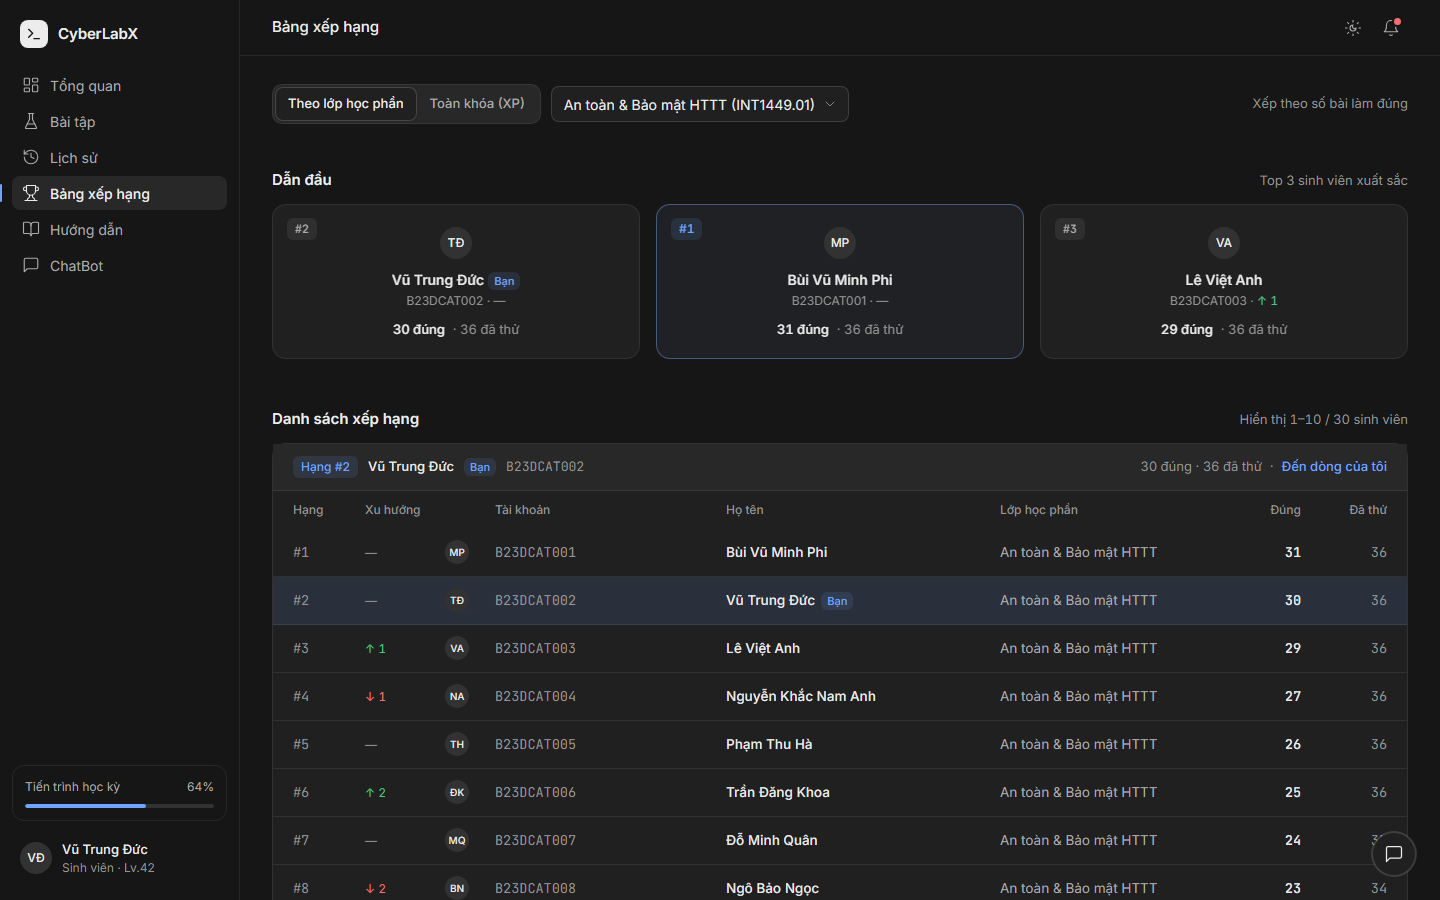 CyberLabX
Tổng quan
Bài tập
Lịch sử
Bảng xếp hạng
Hướng dẫn
ChatBot
Tiến trình học kỳ 64%
VĐ
Vũ Trung Đức
Sinh viên · Lv.42
Bảng xếp hạng
Theo lớp học phần Toàn khóa (XP) An toàn & Bảo mật HTTT (INT1449.01) Xếp theo số bài làm đúng
Dẫn đầu Top 3 sinh viên xuất sắc
#2
TĐ
Vũ Trung Đức Bạn
B23DCAT002 · —
30 đúng · 36 đã thử
#1
MP
Bùi Vũ Minh Phi
B23DCAT001 · —
31 đúng · 36 đã thử
#3
VA
Lê Việt Anh
B23DCAT003 · ↑ 1
29 đúng · 36 đã thử
Danh sách xếp hạng Hiển thị 1–10 / 30 sinh viên
Hạng #2 Vũ Trung Đức Bạn B23DCAT002 30 đúng · 36 đã thử · Đến dòng của tôi
Hạng Xu hướng Tài khoản Họ tên Lớp học phần Đúng Đã thử
#1 — MP B23DCAT001 Bùi Vũ Minh Phi An toàn & Bảo mật HTTT 31 36
#2 — TĐ B23DCAT002 Vũ Trung Đức Bạn An toàn & Bảo mật HTTT 30 36
#3 ↑ 1 VA B23DCAT003 Lê Việt Anh An toàn & Bảo mật HTTT 29 36
#4 ↓ 1 NA B23DCAT004 Nguyễn Khắc Nam Anh An toàn & Bảo mật HTTT 27 36
#5 — TH B23DCAT005 Phạm Thu Hà An toàn & Bảo mật HTTT 26 36
#6 ↑ 2 ĐK B23DCAT006 Trần Đăng Khoa An toàn & Bảo mật HTTT 25 36
#7 — MQ B23DCAT007 Đỗ Minh Quân An toàn & Bảo mật HTTT 24
#8 ↓ 2 BN B23DCAT008 Ngô Bảo Ngọc An toàn & Bảo mật HTTT 23 34